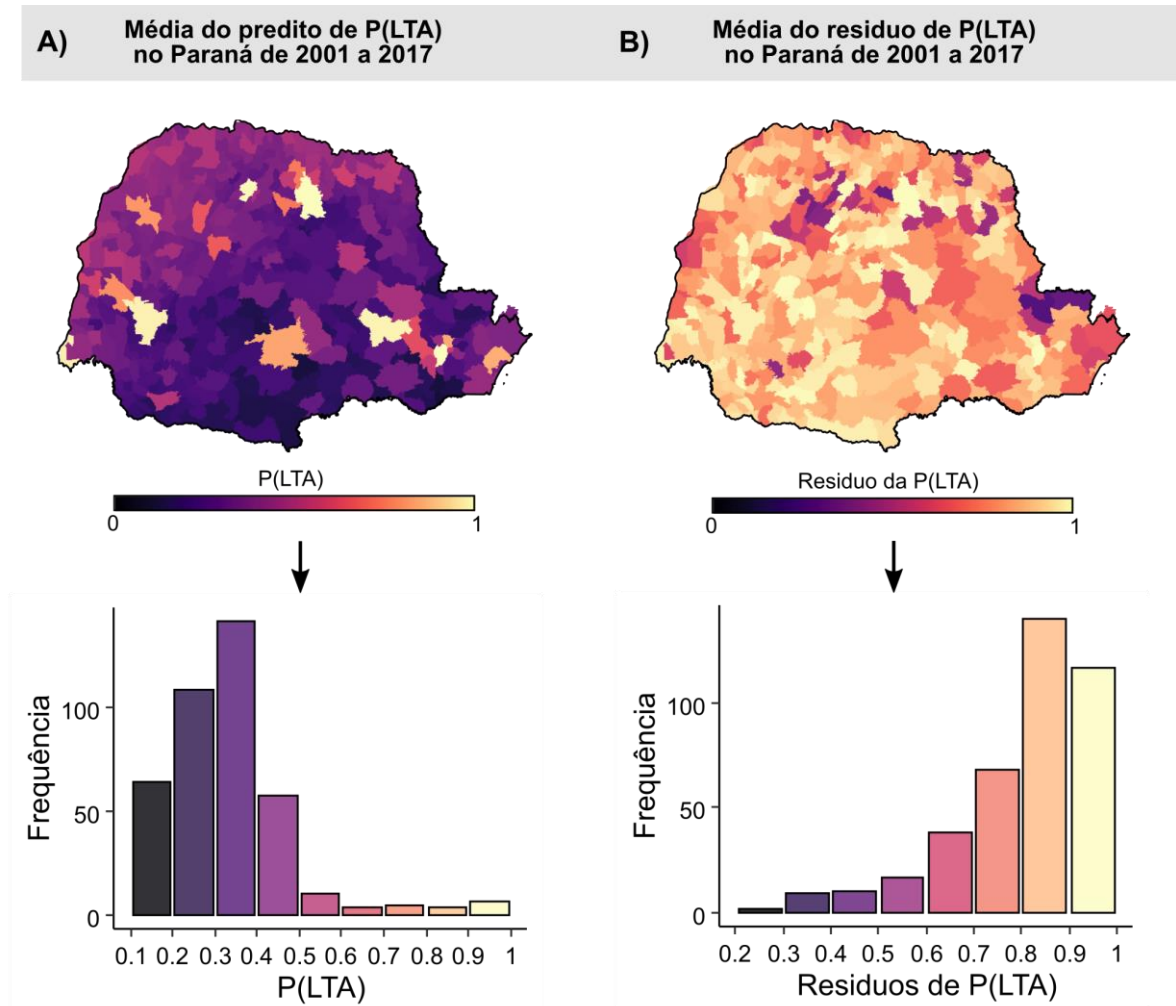 A)
Média do predito de P(LTA)
no Paraná de 2001 a 2017
P(LTA)
0 1
100
50
0
Frequência
0.1 0.2 0.3 0.4 0.5 0.6 0.7 0.8 0.9 1
P(LTA)
B)
Média do residuo de P(LTA)
no Paraná de 2001 a 2017
Residuo da P(LTA)
0 1
100
50
0
Frequência
0.2 0.3 0.4 0.5 0.6 0.7 0.8 0.9 1
Residuos de P(LTA)